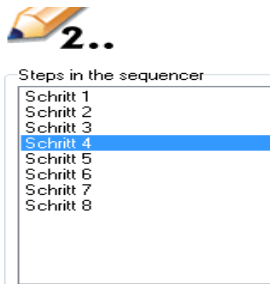 2..
Steps in the sequencer
Schritt 1
Schritt 2
Schritt 3
Schritt 4
Schritt 5
Schritt 6
Schritt 7
Schritt 8